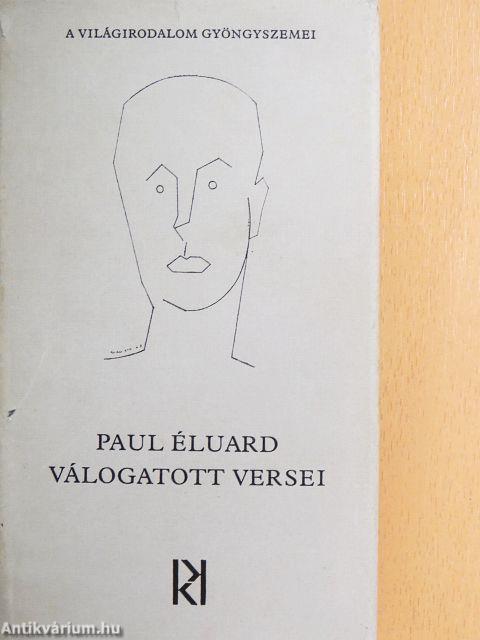 A VILÁGIRODALOM GYÖNGYSZEMEI
PAUL ÉLUARD
VÁLOGATOTT VERSEI
Antikvárium.hu